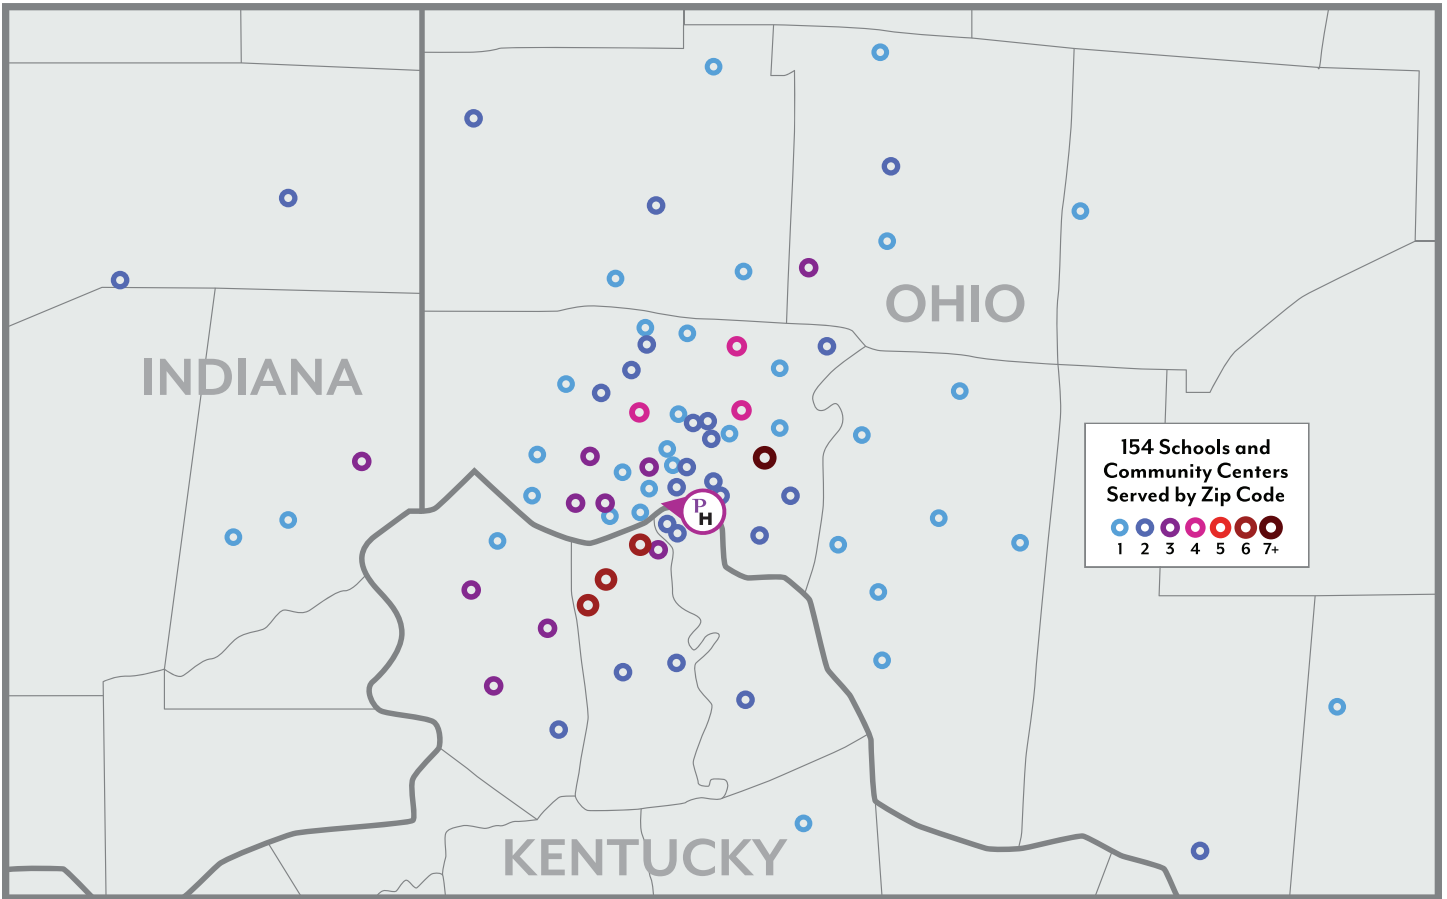 OHIO
INDIANA
154 Schools and
Community Centers
Served by Zip Code
1 2 3 4 5 6 7+
P
H
KENTUCKY